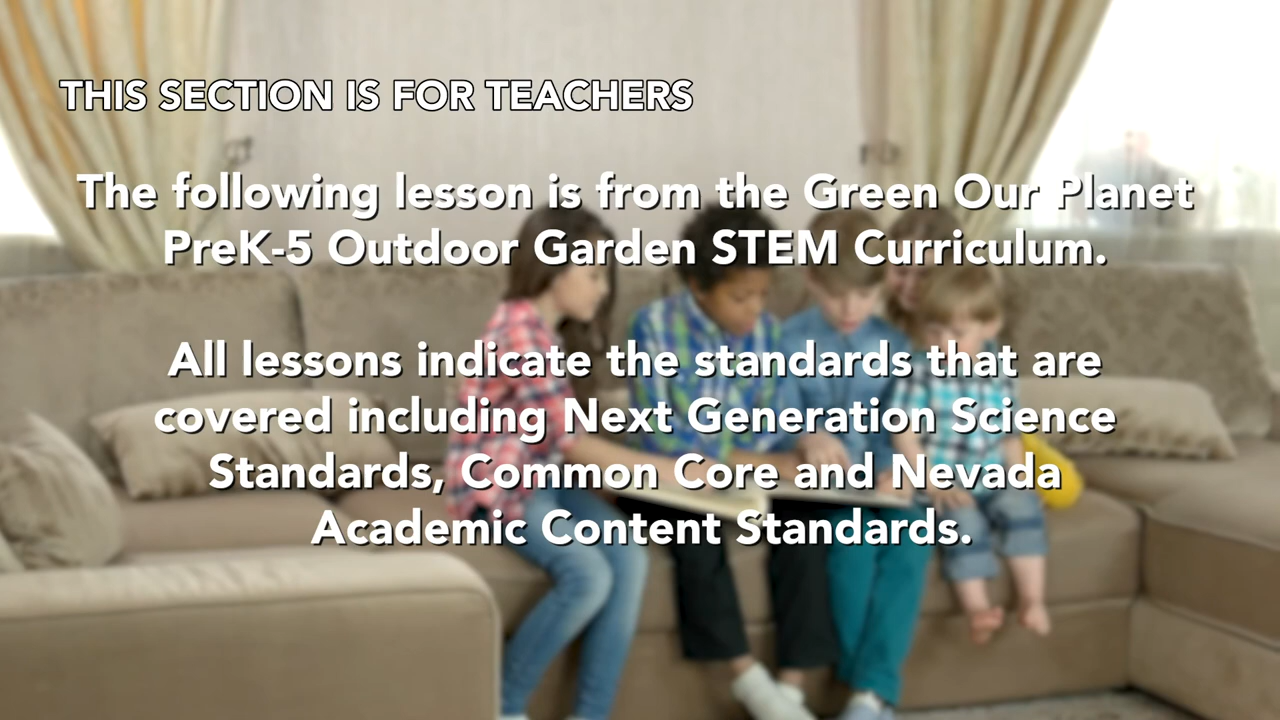 THIS SECTION IS FOR TEACHERS
The following lesson is from the Green Our Planet
PreK-5 Outdoor Garden STEM Curriculum.
All lessons indicate the standards that are
covered including Next Generation Science
Standards, Common Core and Nevada
Academic Content Standards.